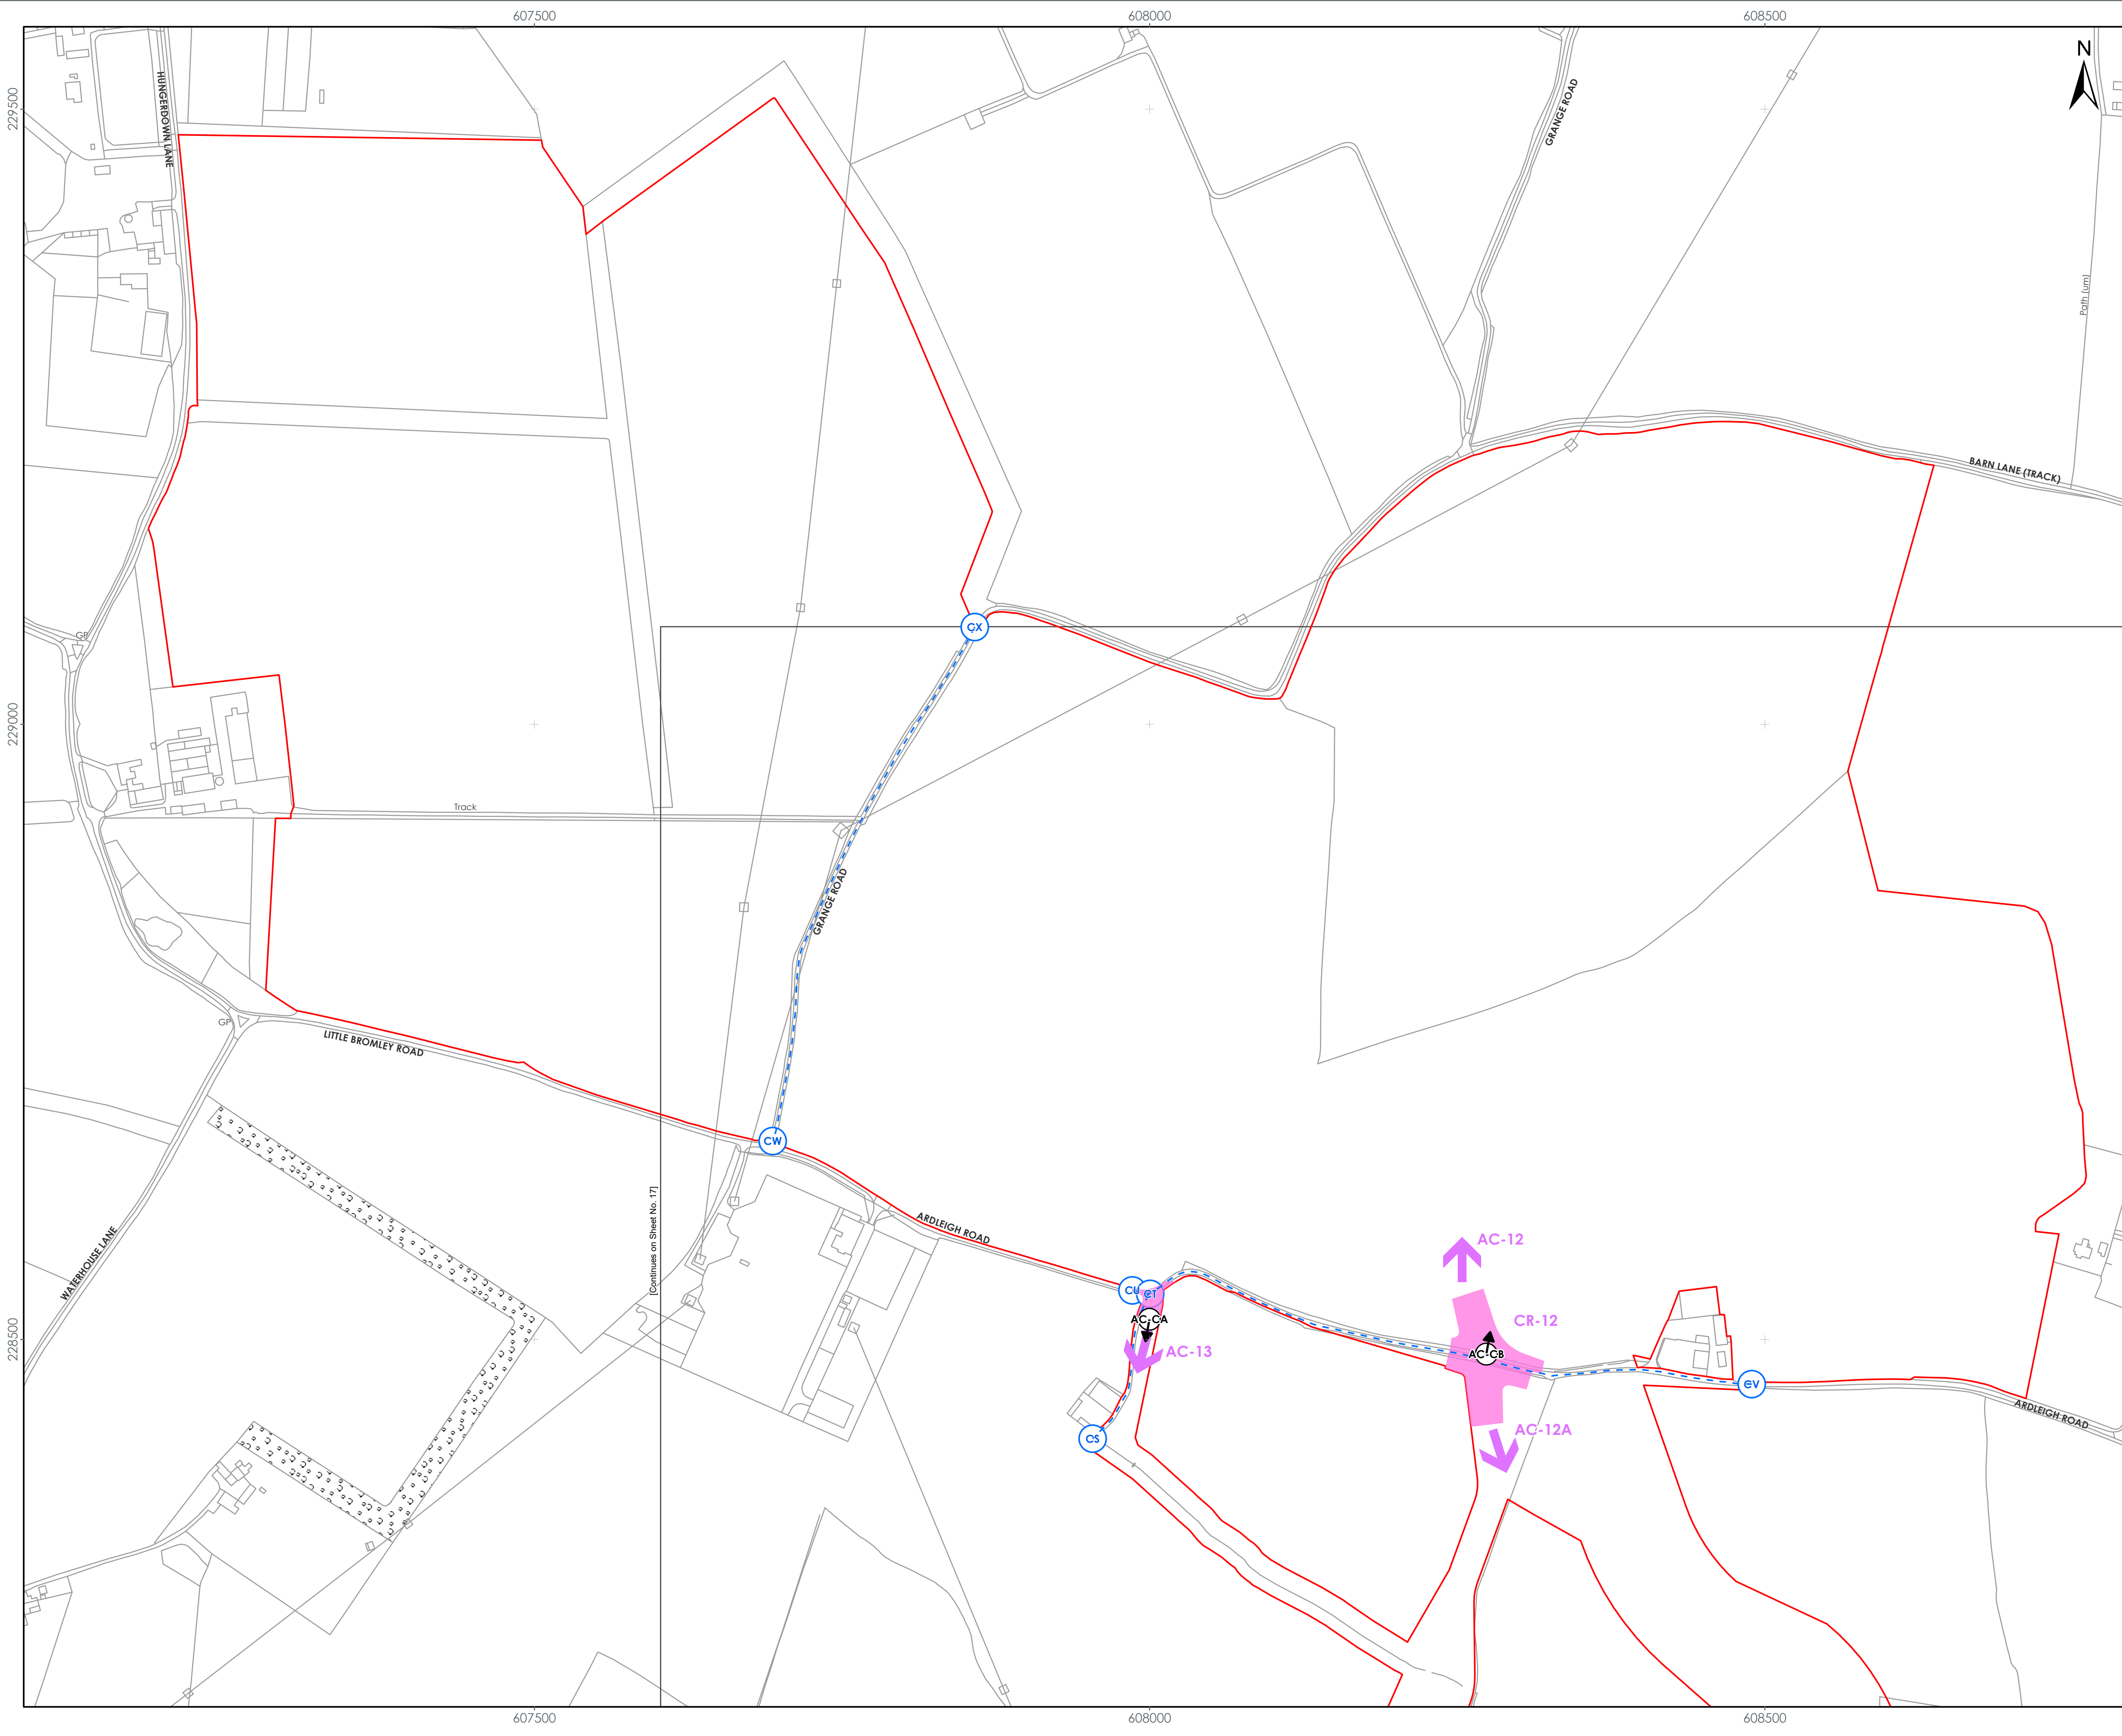 607500
608000
608500
N
229500
HUNGERDOWN LANE
GRANGE ROAD
Path (um)
BARN LANE (TRACK)
GP
CX
229000
Track
GRANGE ROAD
GP
LITTLE BROMLEY ROAD
CW
[Continues on Sheet No. 17]
ARDLEIGH ROAD
WATERHOUSE LANE
AC-12
CU
CT
AC-CA
CR-12
228500
AC-13
AC-CB
CV
ARDLEIGH ROAD
AC-12A
CS
607500
608000
608500